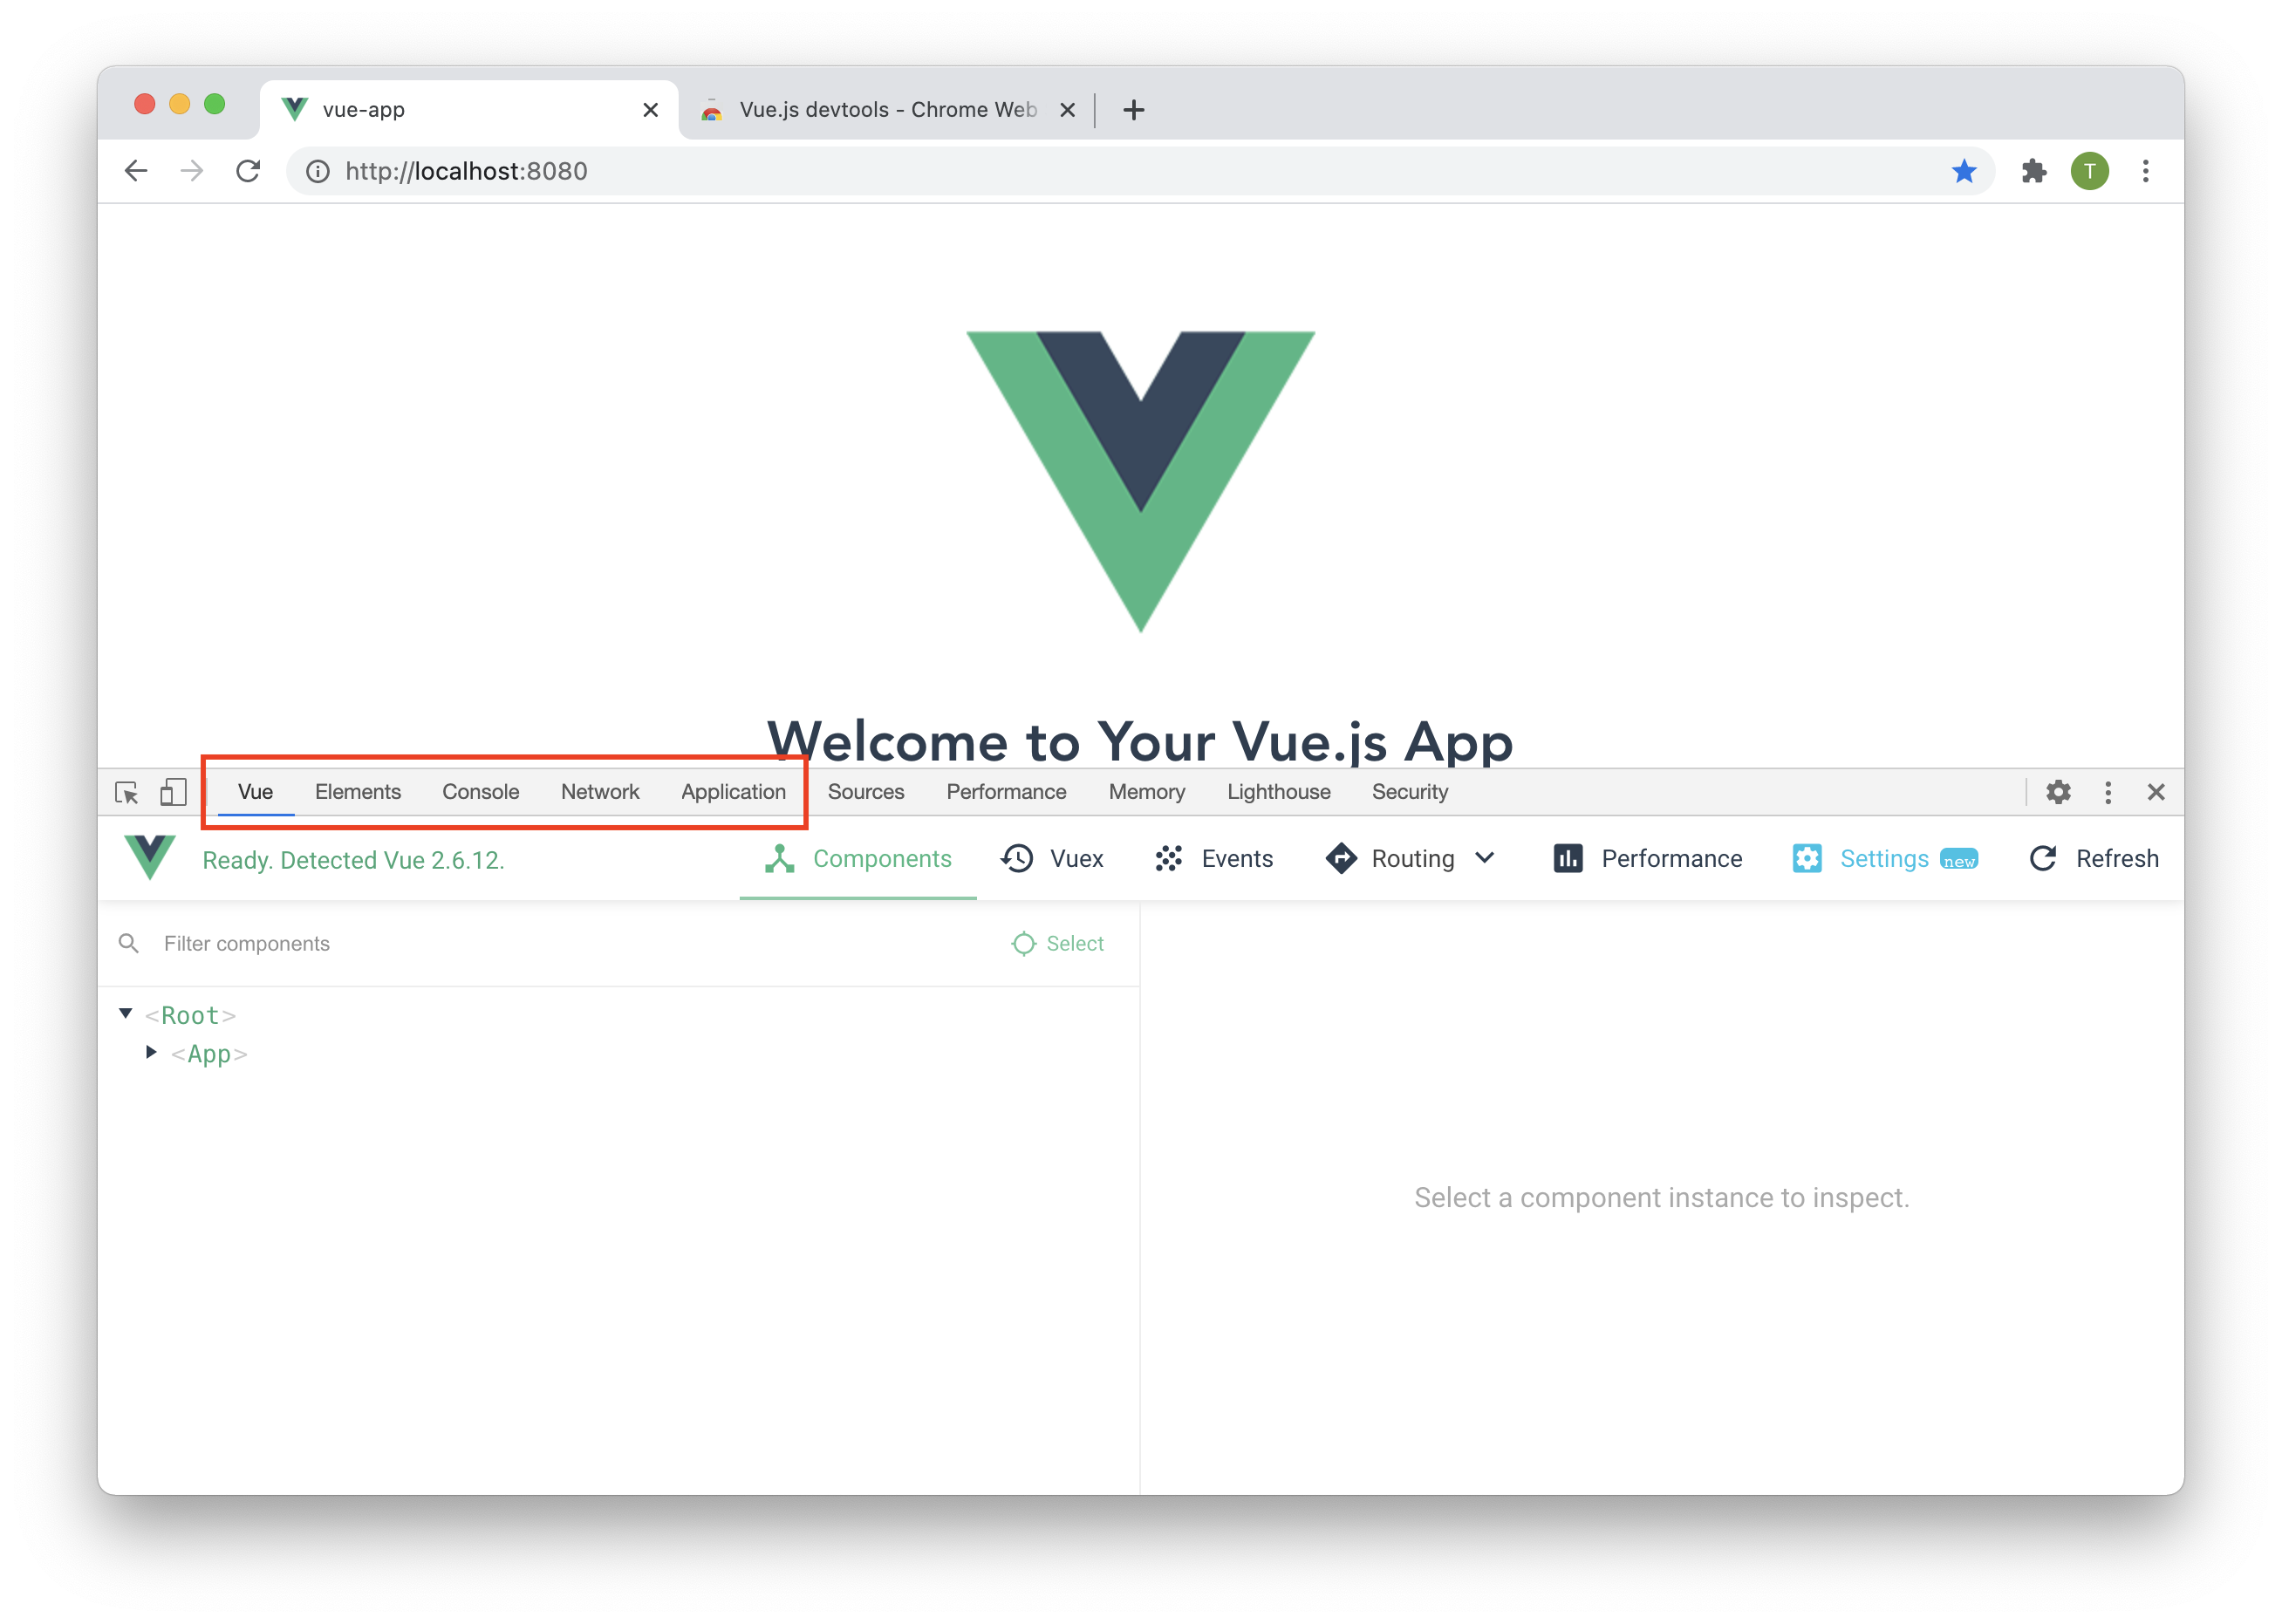 vue-app
Vue.js devtools - Chrome Web
http://localhost:8080
T
Welcome to Your Vue.js App
Vue Elements Console Network Application Sources Performance Memory Lighthouse Security
Ready. Detected Vue 2.6.12. Components Vuex Events Routing Performance Settings new Refresh
Filter components Select
<Root>
<App>
Select a component instance to inspect.